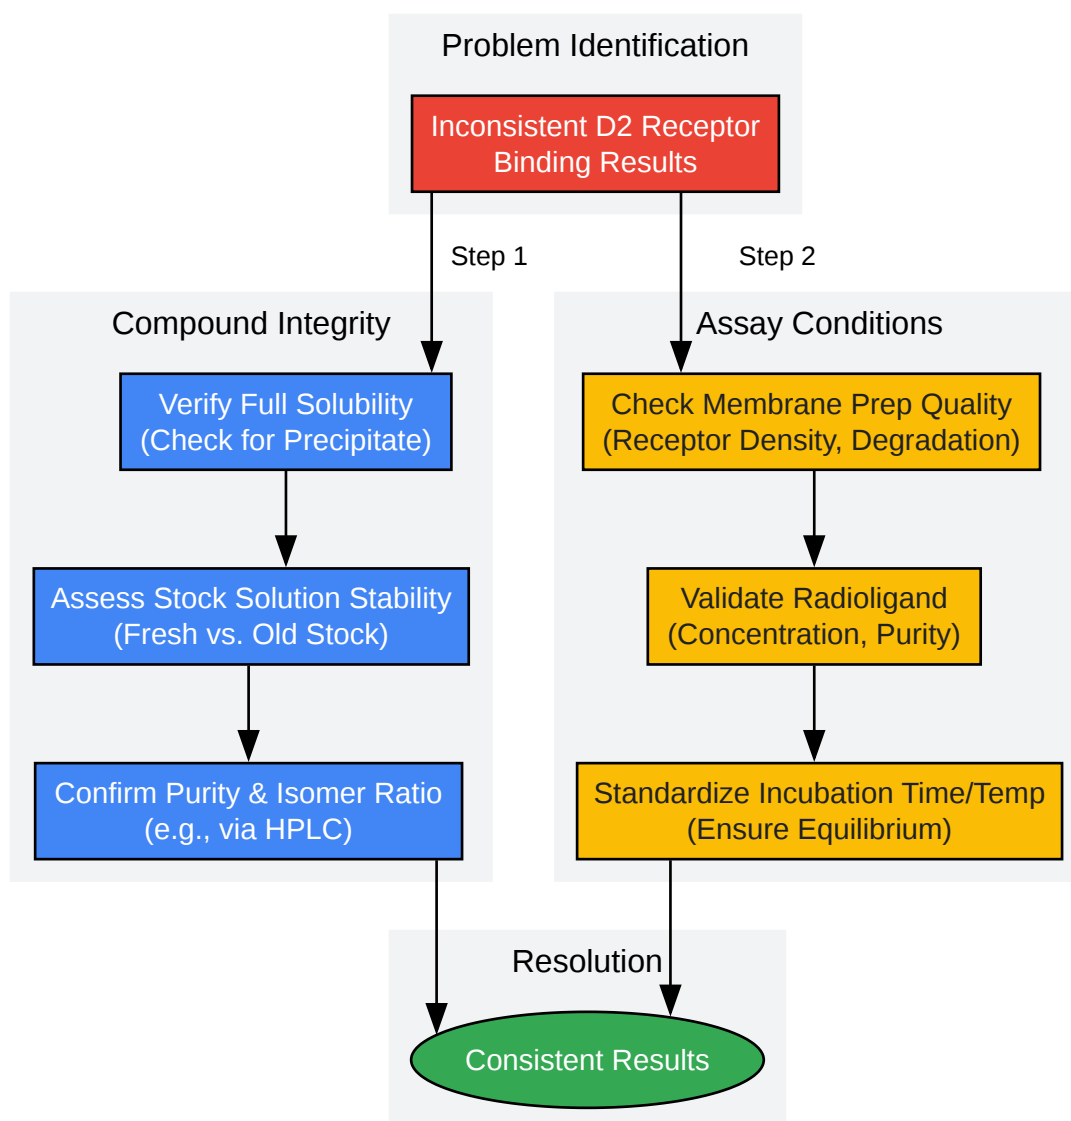 Problem Identification
Inconsistent D2 Receptor
Binding Results
Step 1
Step 2
Compound Integrity
Verify Full Solubility
(Check for Precipitate)
Assess Stock Solution Stability
(Fresh vs. Old Stock)
Confirm Purity & Isomer Ratio
(e.g., via HPLC)
Assay Conditions
Check Membrane Prep Quality
(Receptor Density, Degradation)
Validate Radioligand
(Concentration, Purity)
Standardize Incubation Time/Temp
(Ensure Equilibrium)
Resolution
Consistent Results